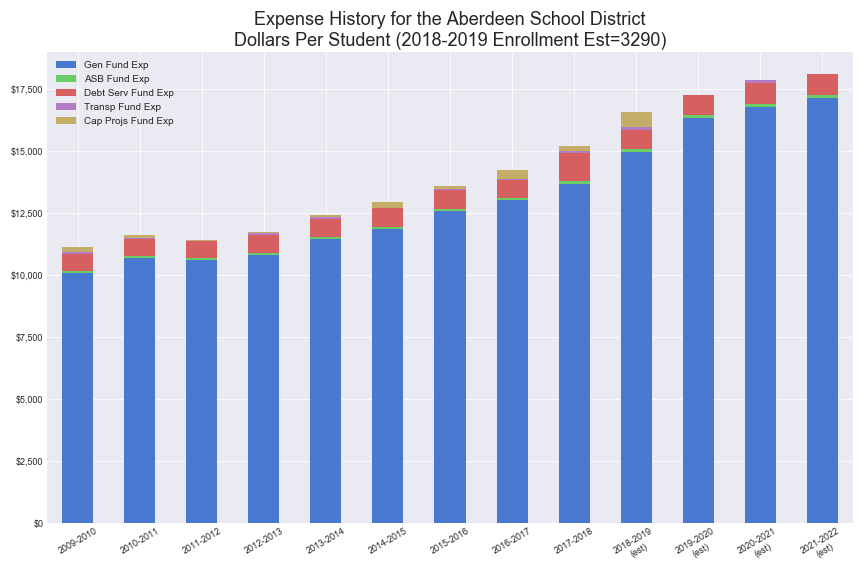 Expense History for the Aberdeen School District
Dollars Per Student (2018-2019 Enrollment Est=3290)
Gen Fund Exp
ASB Fund Exp
Debt Serv Fund Exp
Transp Fund Exp
Cap Projs Fund Exp
$17,500
$15,000
$12,500
$10,000
$7,500
$5,000
$2,500
$0
2009-2010
2010-2011
2011-2012
2012-2013
2013-2014
2014-2015
2015-2016
2016-2017
2017-2018
2018-2019
(est)
2019-2020
(est)
2020-2021
(est)
2021-2022
(est)